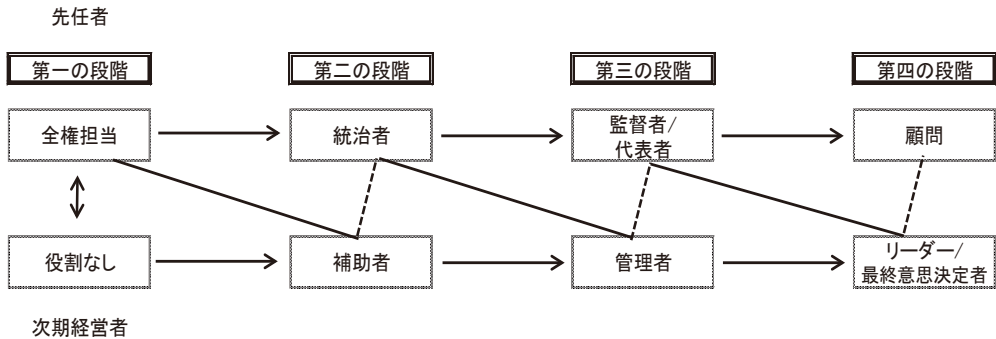 先任者
第一の段階
第二の段階
第三の段階
第四の段階
全権担当
統治者
監督者/
代表者
顧問
役割なし
補助者
管理者
リーダー/
最終意思決定者
次期経営者